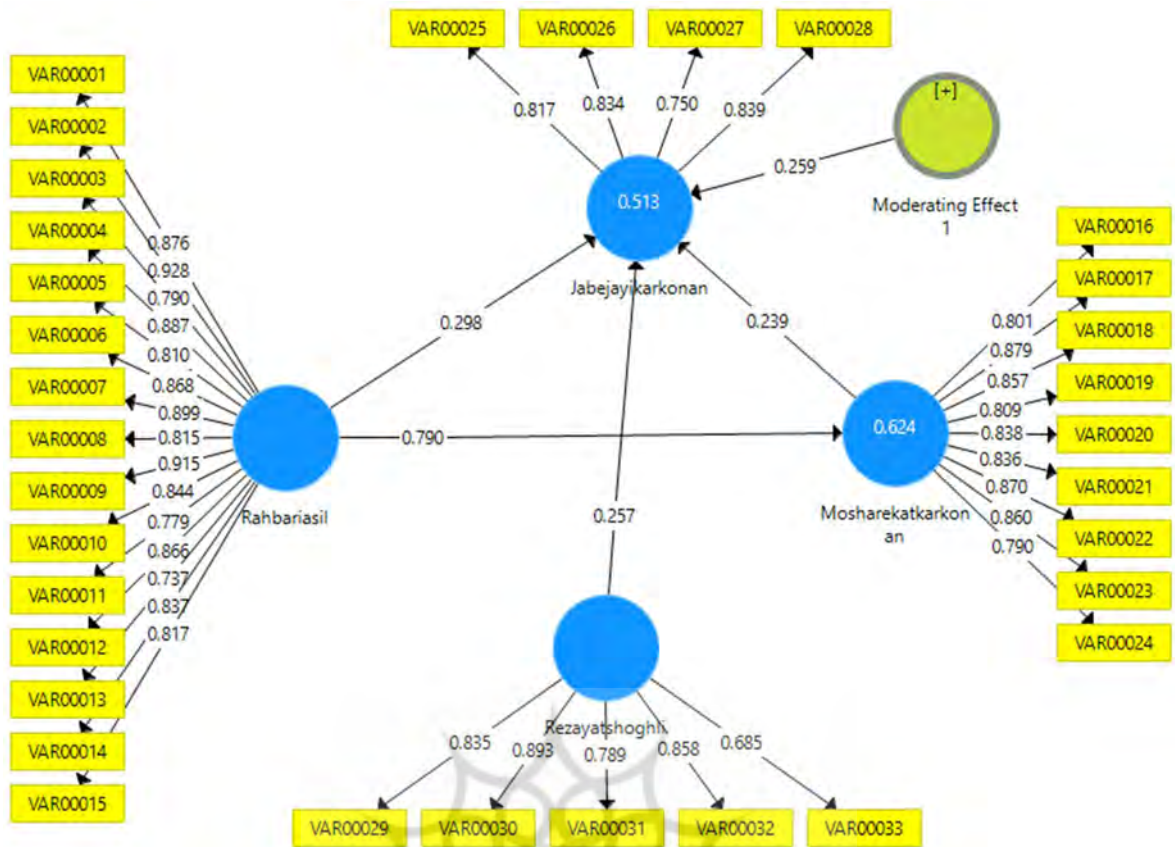 VAR00025
VAR00026
VAR00027
VAR00028
0.817
0.834
0.750
0.839
VAR00001
VAR00002
VAR00003
VAR00004
VAR00005
VAR00006
VAR00007
VAR00008
VAR00009
VAR00010
VAR00011
VAR00012
VAR00013
VAR00014
VAR00015
0.876
0.928
0.790
0.887
0.810
0.868
0.899
0.815
0.915
0.844
0.779
0.866
0.737
0.837
0.817
Rahbariasil
0.513
Jabejayikarkonan
[+]
Moderating Effect
1
0.259
0.298
0.239
0.790
0.257
0.624
Mosharekatkarkon
an
0.801
0.879
0.857
0.809
0.838
0.836
0.870
0.860
0.790
VAR00016
VAR00017
VAR00018
VAR00019
VAR00020
VAR00021
VAR00022
VAR00023
VAR00024
Rezayatshoghli
0.835
0.893
0.789
0.858
0.685
VAR00029
VAR00030
VAR00031
VAR00032
VAR00033